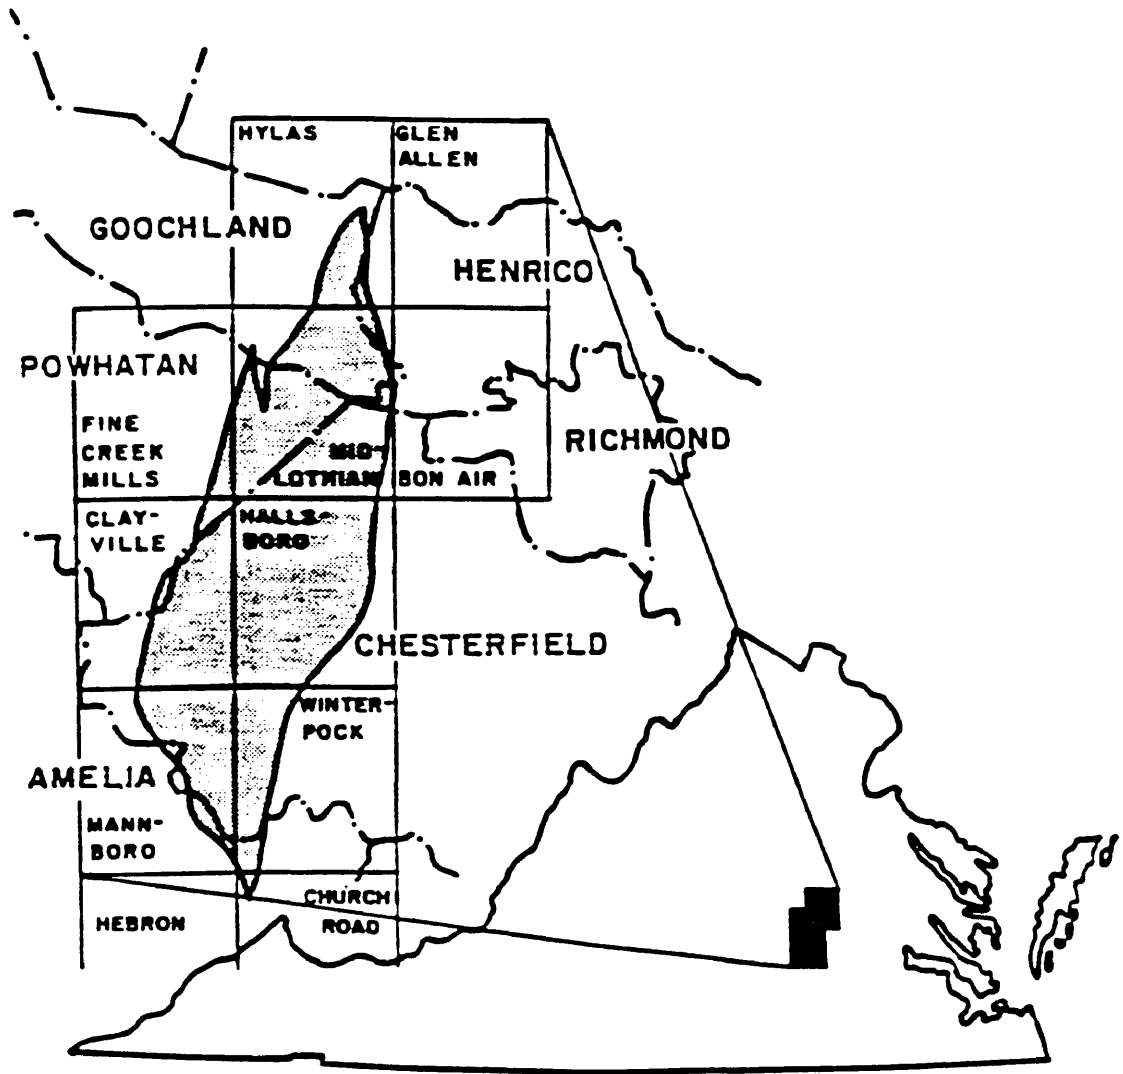 HYLAS
GLEN
ALLEN
GOOCHLAND
HENRICO
POWHATAN
FINE
CREEK
MILLS
RICHMOND
MID-
LOTHIAN
BON AIR
CLAY-
VILLE
HALLS-
BORO
CHESTERFIELD
WINTER-
POCK
AMELIA
MANN-
BORO
CHURCH
ROAD
HEBRON